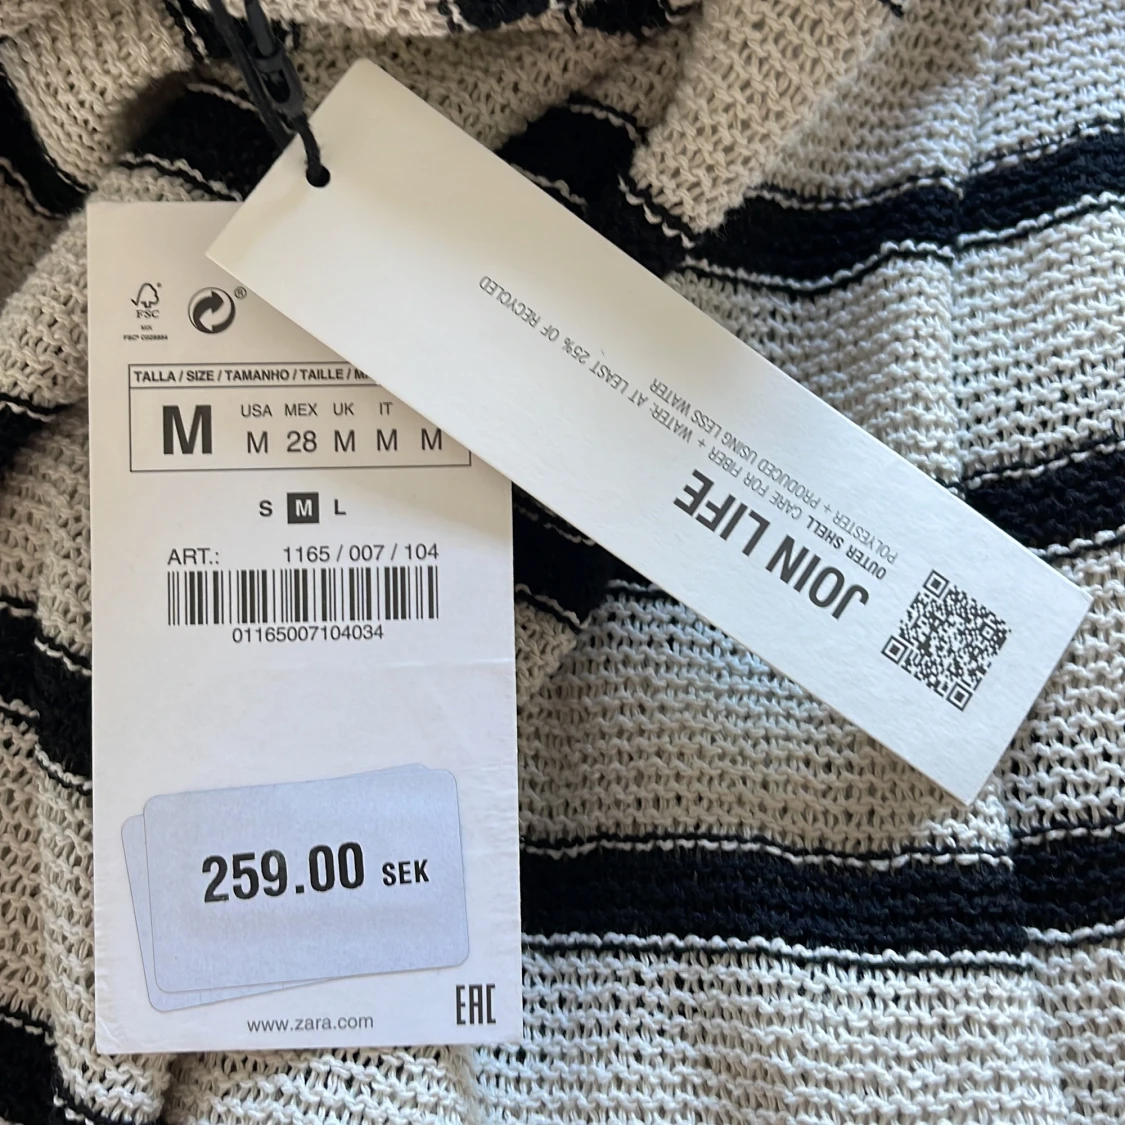 FSC
MIX
®
TALLA / SIZE / TAMANHO / TAILLE /
M
USA MEX UK IT
M 28 M M M
S M L
ART.: 1165 / 007 / 104
01165007104034
259.00 SEK
www.zara.com
EAC
JOIN LIFE
OUTER SHELL CARE FOR FIBER + WATER: AT LEAST 25% OF RECYCLED
POLYESTER + PRODUCED USING LESS WATER